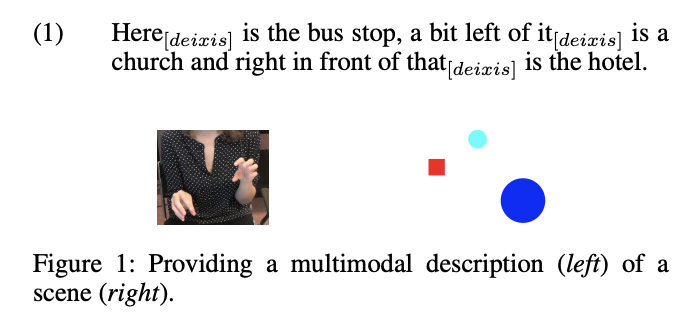 (1) Here[deixis] is the bus stop, a bit left of it[deixis] is a
church and right in front of that[deixis] is the hotel.
Figure 1: Providing a multimodal description (left) of a
scene (right).